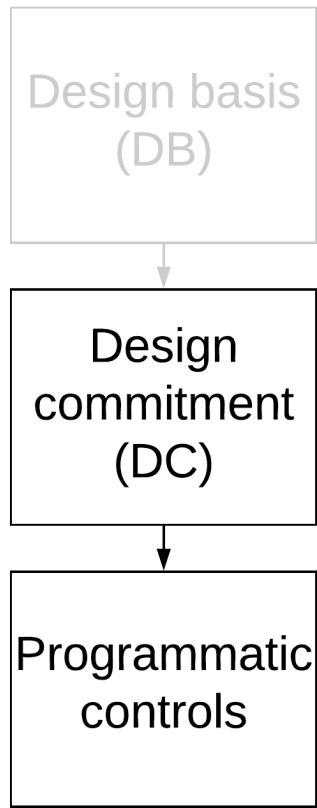 Design basis
(DB)
Design
commitment
(DC)
Programmatic
controls